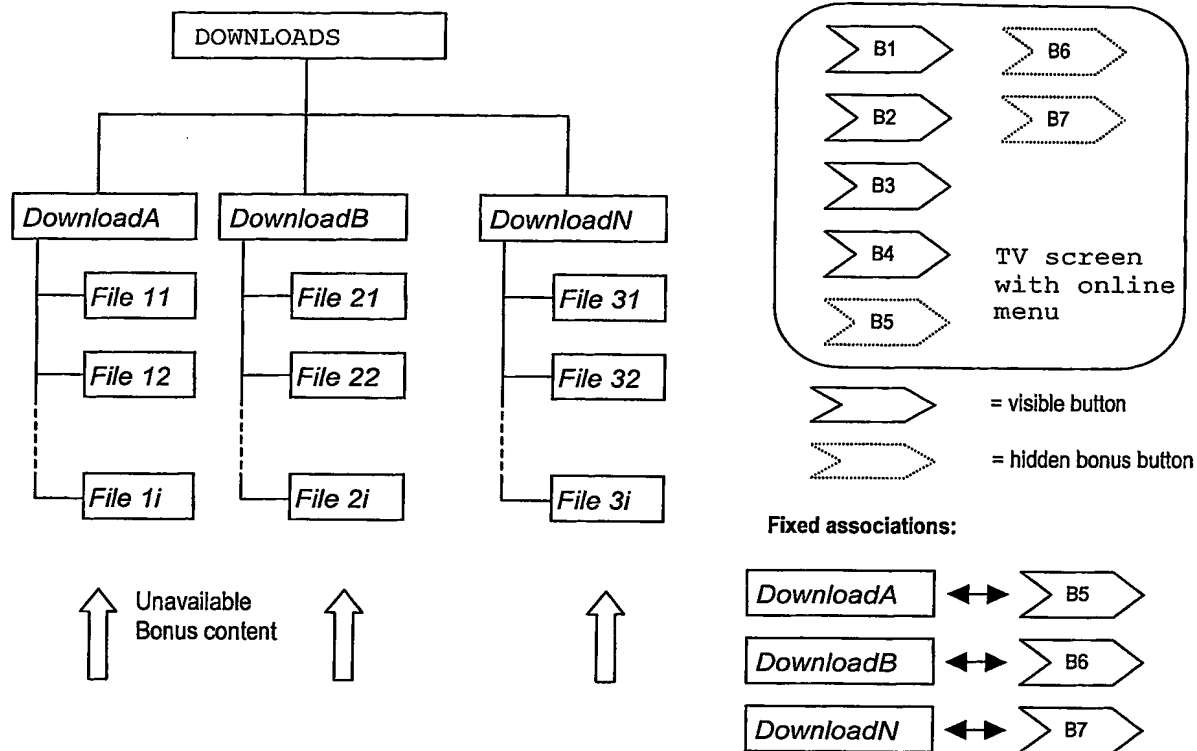 DOWNLOADS
DownloadA
DownloadB
DownloadN
File 11
File 21
File 31
File 12
File 22
File 32
File 1i
File 2i
File 3i
Unavailable
Bonus content
B1
B6
B2
B7
B3
B4
B5
TV screen
with online
menu
= visible button
= hidden bonus button
Fixed associations:
DownloadA
B5
DownloadB
B6
DownloadN
B7